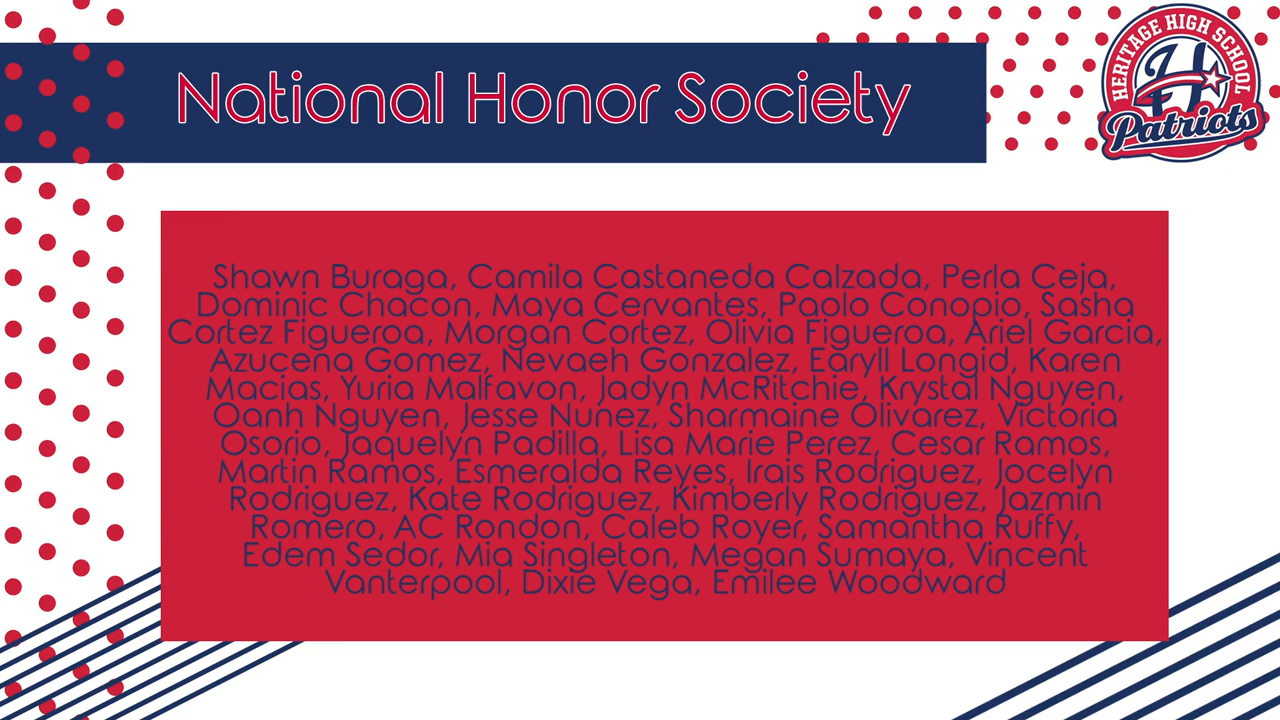 National Honor Society
HERITAGE HIGH SCHOOL
H
Patriots
Shawn Buraga, Camila Castaneda Calzada, Perla Ceja,
Dominic Chacon, Maya Cervantes, Paolo Conopio, Sasha
Cortez Figueroa, Morgan Cortez, Olivia Figueroa, Ariel Garcia,
Azucena Gomez, Nevaeh Gonzalez, Earyll Longid, Karen
Macias, Yuria Malfavon, Jadyn McRitchie, Krystal Nguyen,
Oanh Nguyen, Jesse Nunez, Sharmaine Olivarez, Victoria
Osorio, Jaquelyn Padilla, Lisa Marie Perez, Cesar Ramos,
Martin Ramos, Esmeralda Reyes, Irais Rodriguez, Jocelyn
Rodriguez, Kate Rodriguez, Kimberly Rodriguez, Jazmin
Romero, AC Rondon, Caleb Royer, Samantha Ruffy,
Edem Sedor, Mia Singleton, Megan Sumaya, Vincent
Vanterpool, Dixie Vega, Emilee Woodward